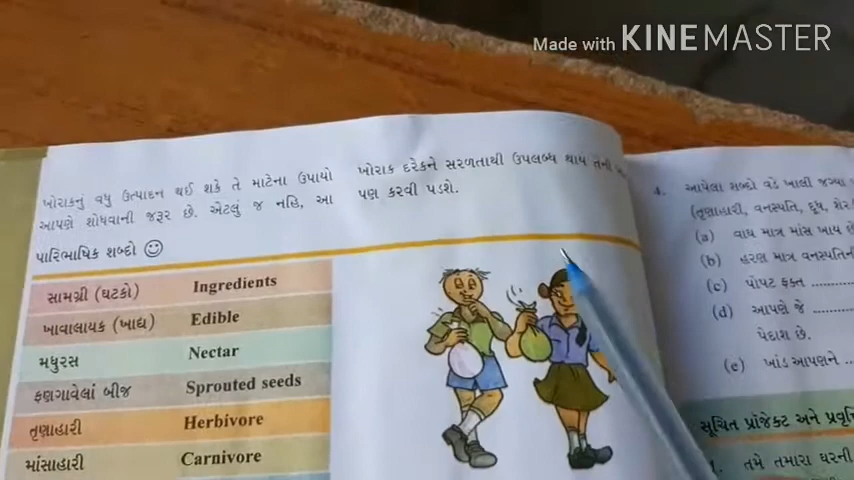 Made with KINEMASTER
ખોરાકનું વધુ ઉત્પાદન થઈ શકે તે માટેના ઉપાયો
આપણે શોધવાની જરૂર છે. એટલું જ નહિ, આ
ખોરાક દરેકને સરળતાથી ઉપલબ્ધ થાય તેની
પણ કરવી પડશે.
પારિભાષિક શબ્દો
સામગ્રી (ઘટકો) Ingredients
ખાવાલાયક (ખાદ્ય) Edible
મધુરસ Nectar
ફણગાવેલાં બીજ Sprouted seeds
તૃણાહારી Herbivore
માંસાહારી Carnivore
4. આપેલા શબ્દો વડે ખાલી જગ્યા
(તૃણાહારી, વનસ્પતિ, દૂધ, શેર
(a) વાઘ માત્ર માંસ ખાય છે
(b) હરણ માત્ર વનસ્પતિની
(c) પોપટ ફક્ત ..........
(d) આપણે જે ..........
પેદાશ છે.
(e) ખાંડ આપણને ..
સૂચિત પ્રૉજેક્ટ અને પ્રવૃત્તિ
1. તમે તમારા ઘરની